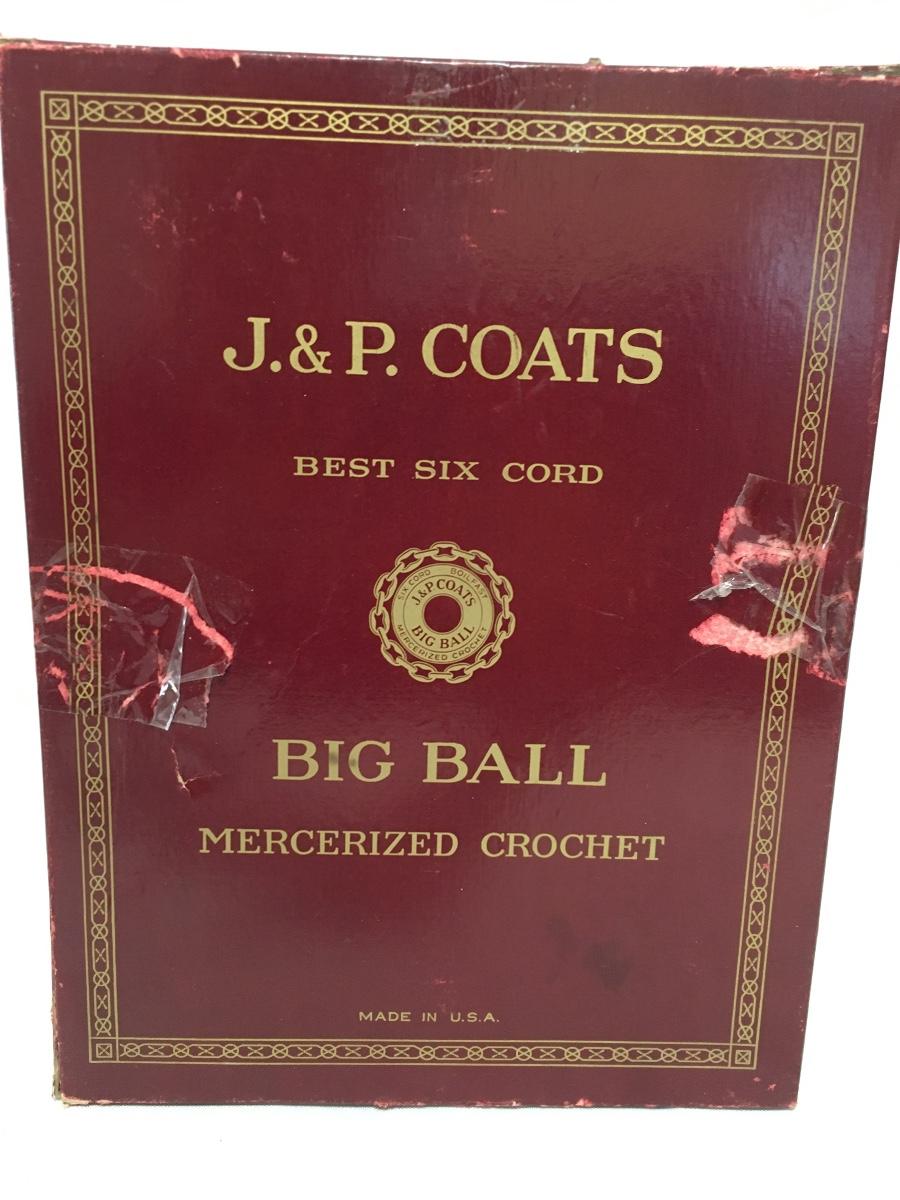 J. & P. COATS
BEST SIX CORD
SIX CORD BOILFAST
J & P COATS
BIG BALL
MERCERIZED CROCHET
BIG BALL
MERCERIZED CROCHET
MADE IN U.S.A.